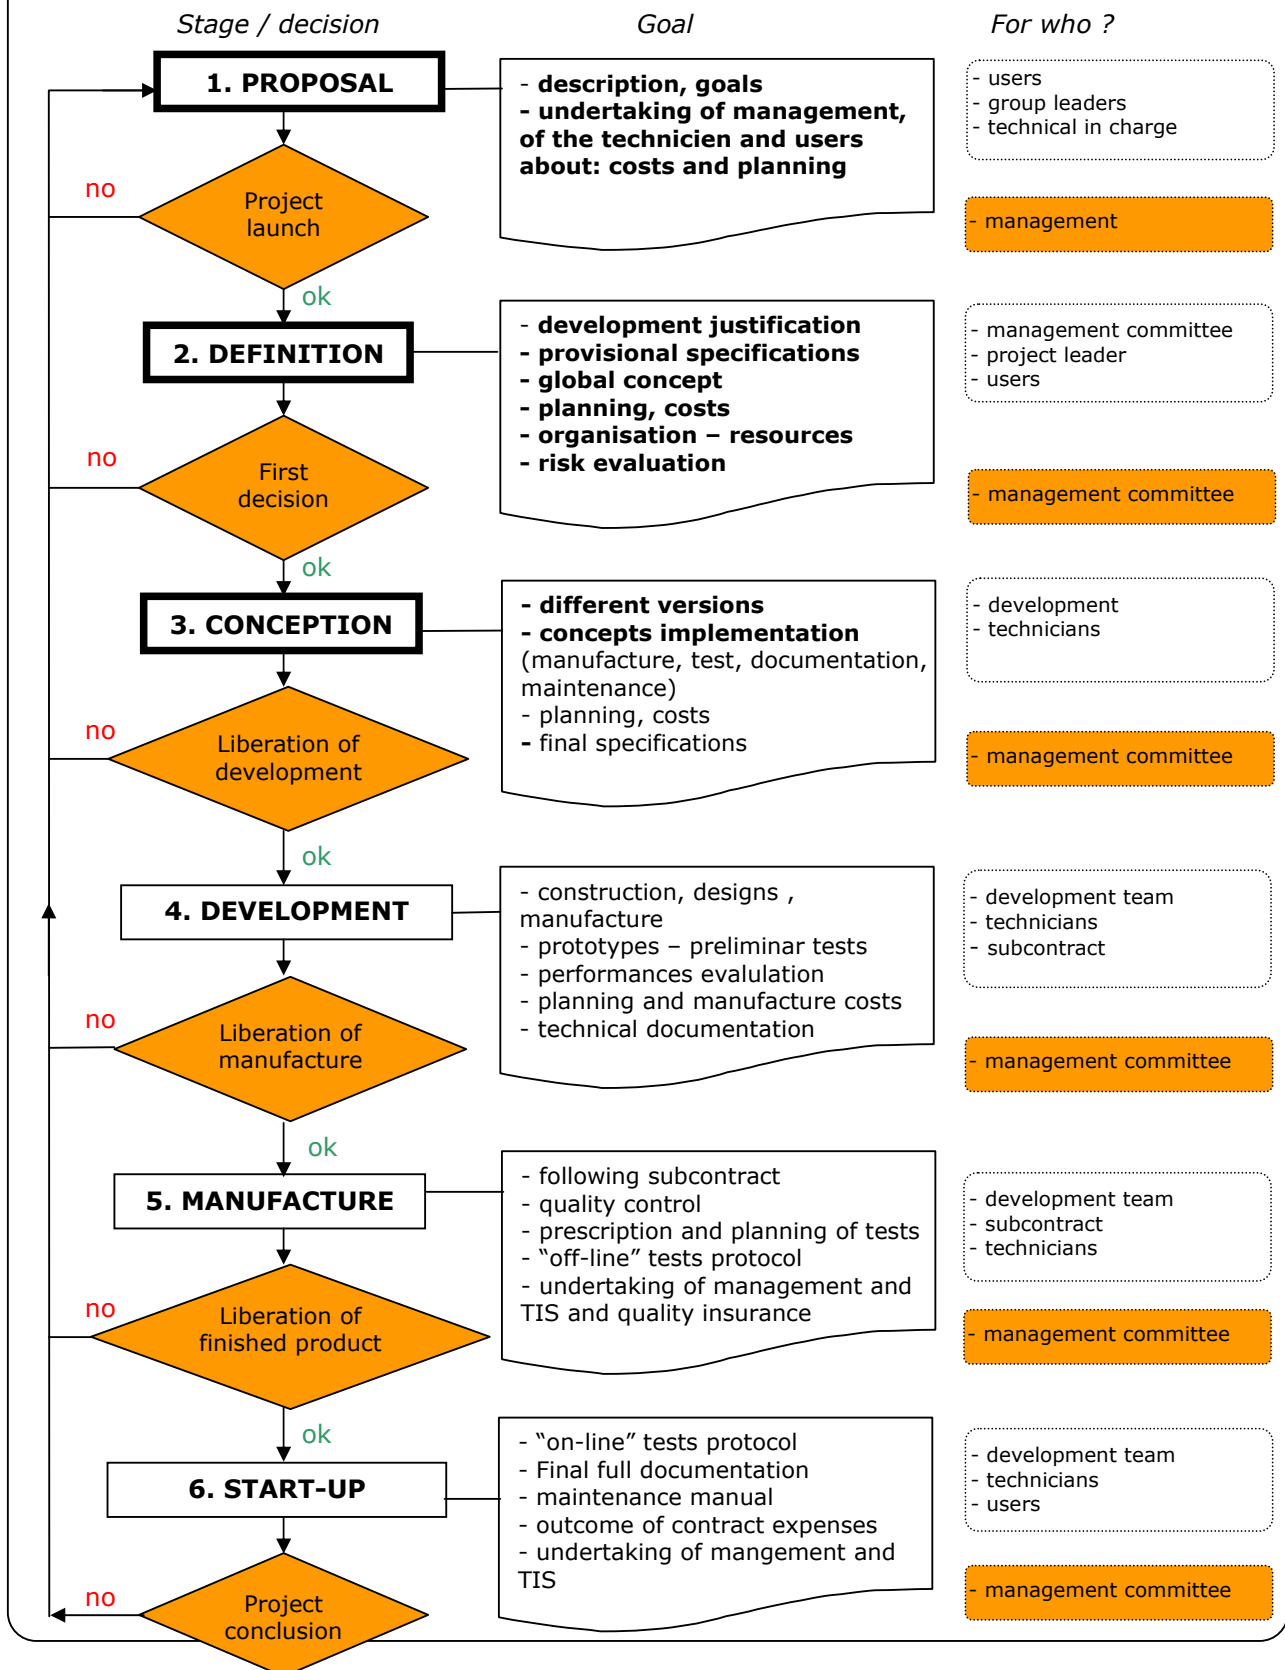 Stage / decision
Goal
For who ?
1. PROPOSAL
- description, goals
- undertaking of management,
of the technicien and users
about: costs and planning
- users
- group leaders
- technical in charge
no
Project
launch
- management
ok
2. DEFINITION
- development justification
- provisional specifications
- global concept
- planning, costs
- organisation – resources
- risk evaluation
- management committee
- project leader
- users
no
First
decision
- management committee
ok
3. CONCEPTION
- different versions
- concepts implementation
(manufacture, test, documentation,
maintenance)
- planning, costs
- final specifications
- development
- technicians
no
Liberation of
development
- management committee
ok
4. DEVELOPMENT
- construction, designs ,
manufacture
- prototypes – preliminar tests
- performances evalulation
- planning and manufacture costs
- technical documentation
- development team
- technicians
- subcontract
no
Liberation of
manufacture
- management committee
ok
5. MANUFACTURE
- following subcontract
- quality control
- prescription and planning of tests
- “off-line” tests protocol
- undertaking of management and
TIS and quality insurance
- development team
- subcontract
- technicians
no
Liberation of
finished product
- management committee
ok
6. START-UP
- “on-line” tests protocol
- Final full documentation
- maintenance manual
- outcome of contract expenses
- undertaking of mangement and
TIS
- development team
- technicians
- users
no
Project
conclusion
- management committee